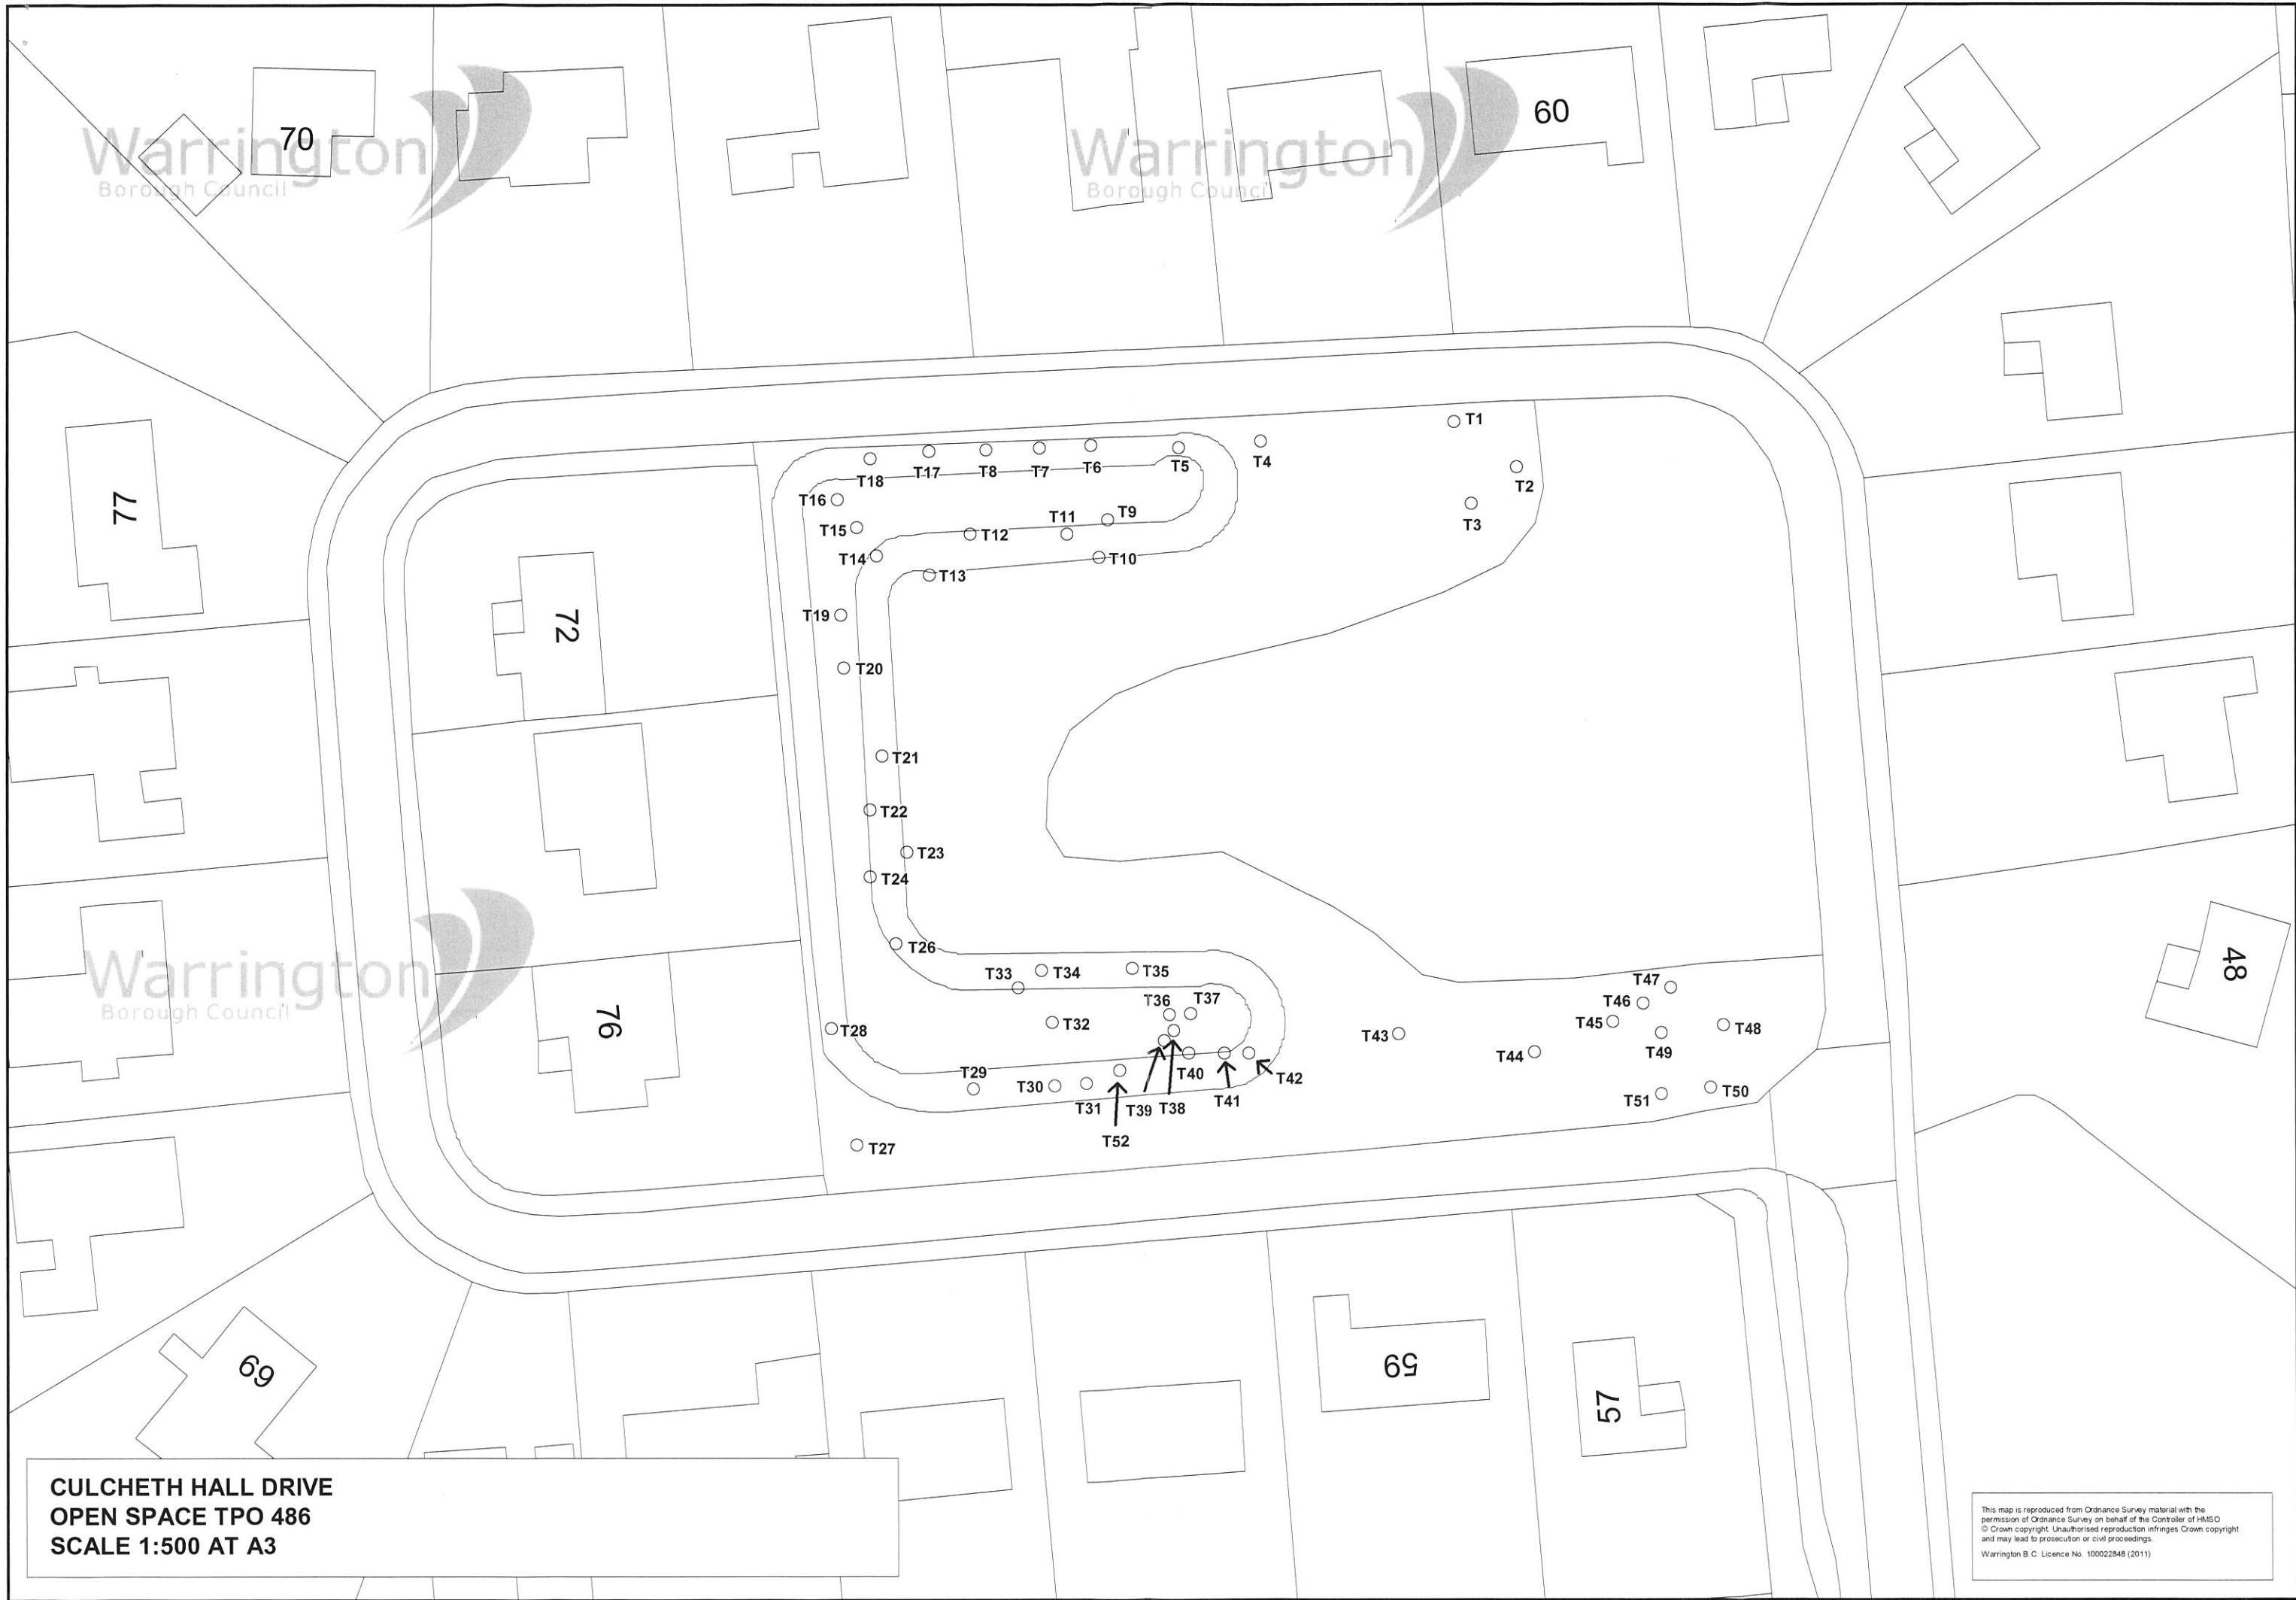 Warrington
Borough Council
70
Warrington
Borough Council
60
T1
T2
T3
T4
T5
T6
T7
T8
T17
T18
T16
T15
T14
T12
T11
T9
T10
T13
T19
T20
T21
T22
T23
T24
T26
77
72
76
Warrington
Borough Council
T33
T34
T35
T36
T37
T32
T28
T29
T30
T31
T52
T39
T38
T40
T41
T42
T27
T43
T44
T45
T46
T47
T48
T49
T50
T51
48
69
59
57
CULCHETH HALL DRIVE
OPEN SPACE TPO 486
SCALE 1:500 AT A3
This map is reproduced from Ordnance Survey material with the
permission of Ordnance Survey on behalf of the Controller of HMSO
© Crown copyright. Unauthorised reproduction infringes Crown copyright
and may lead to prosecution or civil proceedings.
Warrington B.C. Licence No. 100022848 (2011)